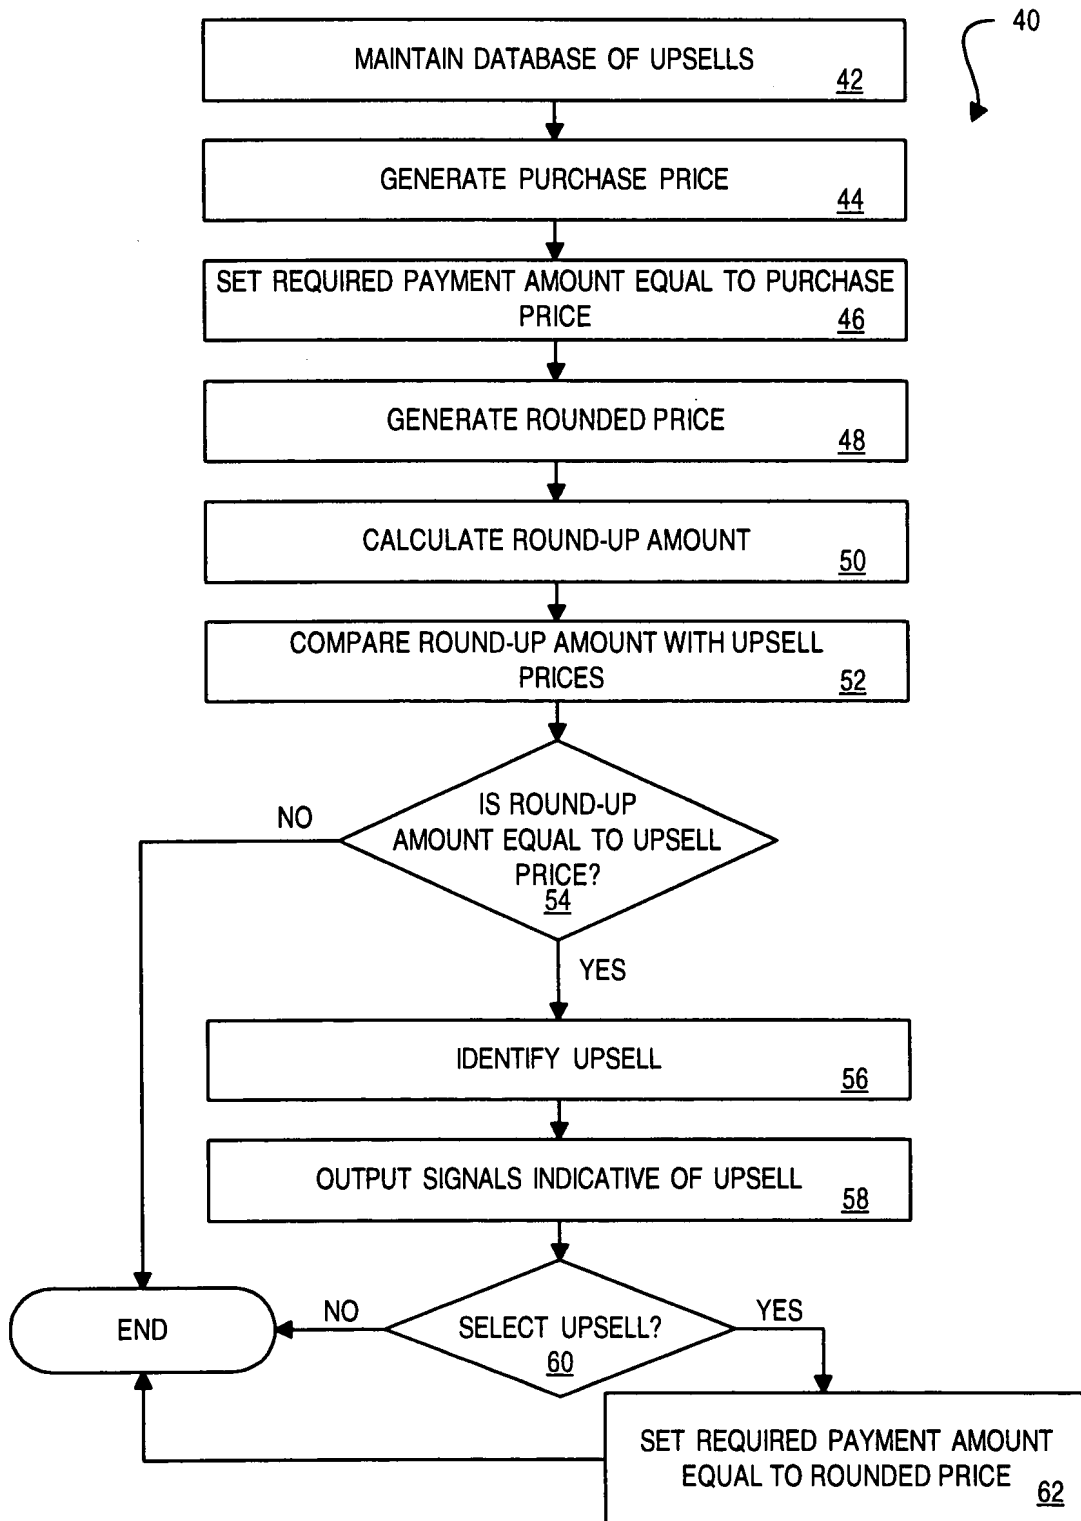 40
MAINTAIN DATABASE OF UPSELLS
42
GENERATE PURCHASE PRICE
44
SET REQUIRED PAYMENT AMOUNT EQUAL TO PURCHASE
PRICE
46
GENERATE ROUNDED PRICE
48
CALCULATE ROUND-UP AMOUNT
50
COMPARE ROUND-UP AMOUNT WITH UPSELL
PRICES
52
IS ROUND-UP
AMOUNT EQUAL TO UPSELL
PRICE?
54
NO
YES
IDENTIFY UPSELL
56
OUTPUT SIGNALS INDICATIVE OF UPSELL
58
SELECT UPSELL?
60
NO
YES
END
SET REQUIRED PAYMENT AMOUNT
EQUAL TO ROUNDED PRICE
62